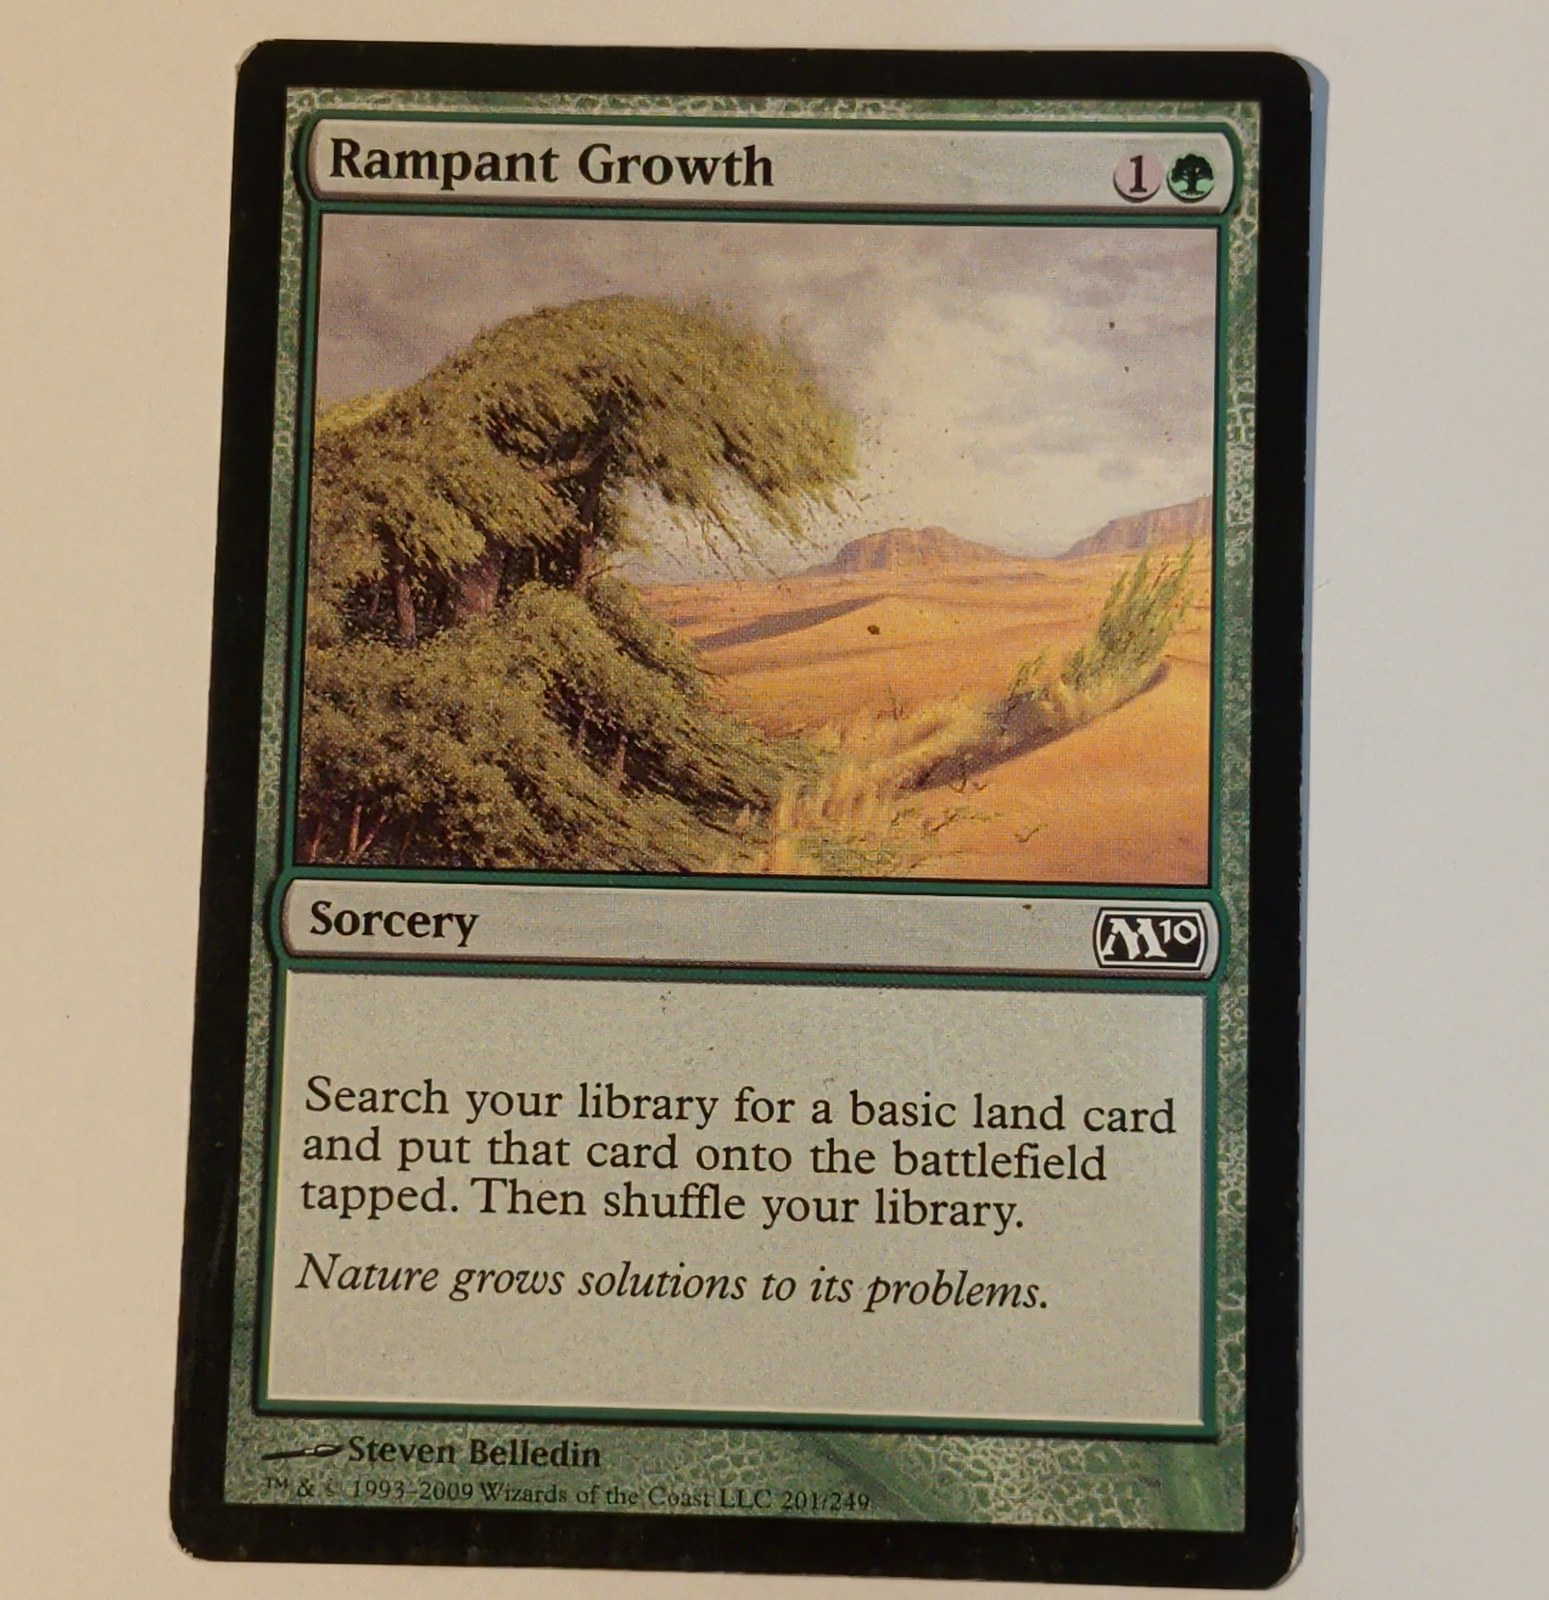 Rampant Growth 1
Sorcery M10
Search your library for a basic land card
and put that card onto the battlefield
tapped. Then shuffle your library.
Nature grows solutions to its problems.
Steven Belledin
™ & © 1993–2009 Wizards of the Coast LLC 201/249